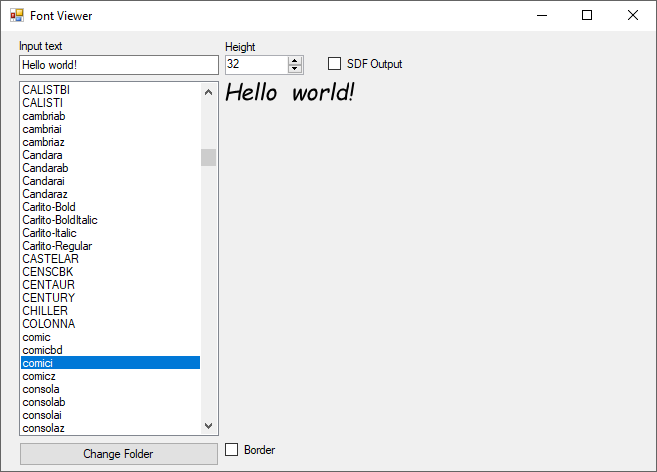 Font Viewer
Input text
Height
Hello world!
32
SDF Output
Hello world!
CALISTBI
CALISTI
cambriab
cambriai
cambriaz
Candara
Candarab
Candarai
Candaraz
Carlito-Bold
Carlito-BoldItalic
Carlito-Italic
Carlito-Regular
CASTELAR
CENSCBK
CENTAUR
CENTURY
CHILLER
COLONNA
comic
comicbd
comici
comicz
consola
consolab
consolai
consolaz
Change Folder
Border